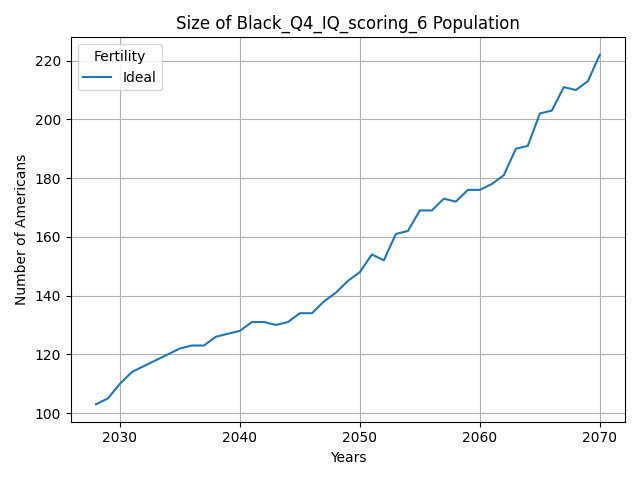 Size of Black_Q4_IQ_scoring_6 Population
Fertility
Ideal
Number of Americans
220
200
180
160
140
120
100
2030 2040 2050 2060 2070
Years